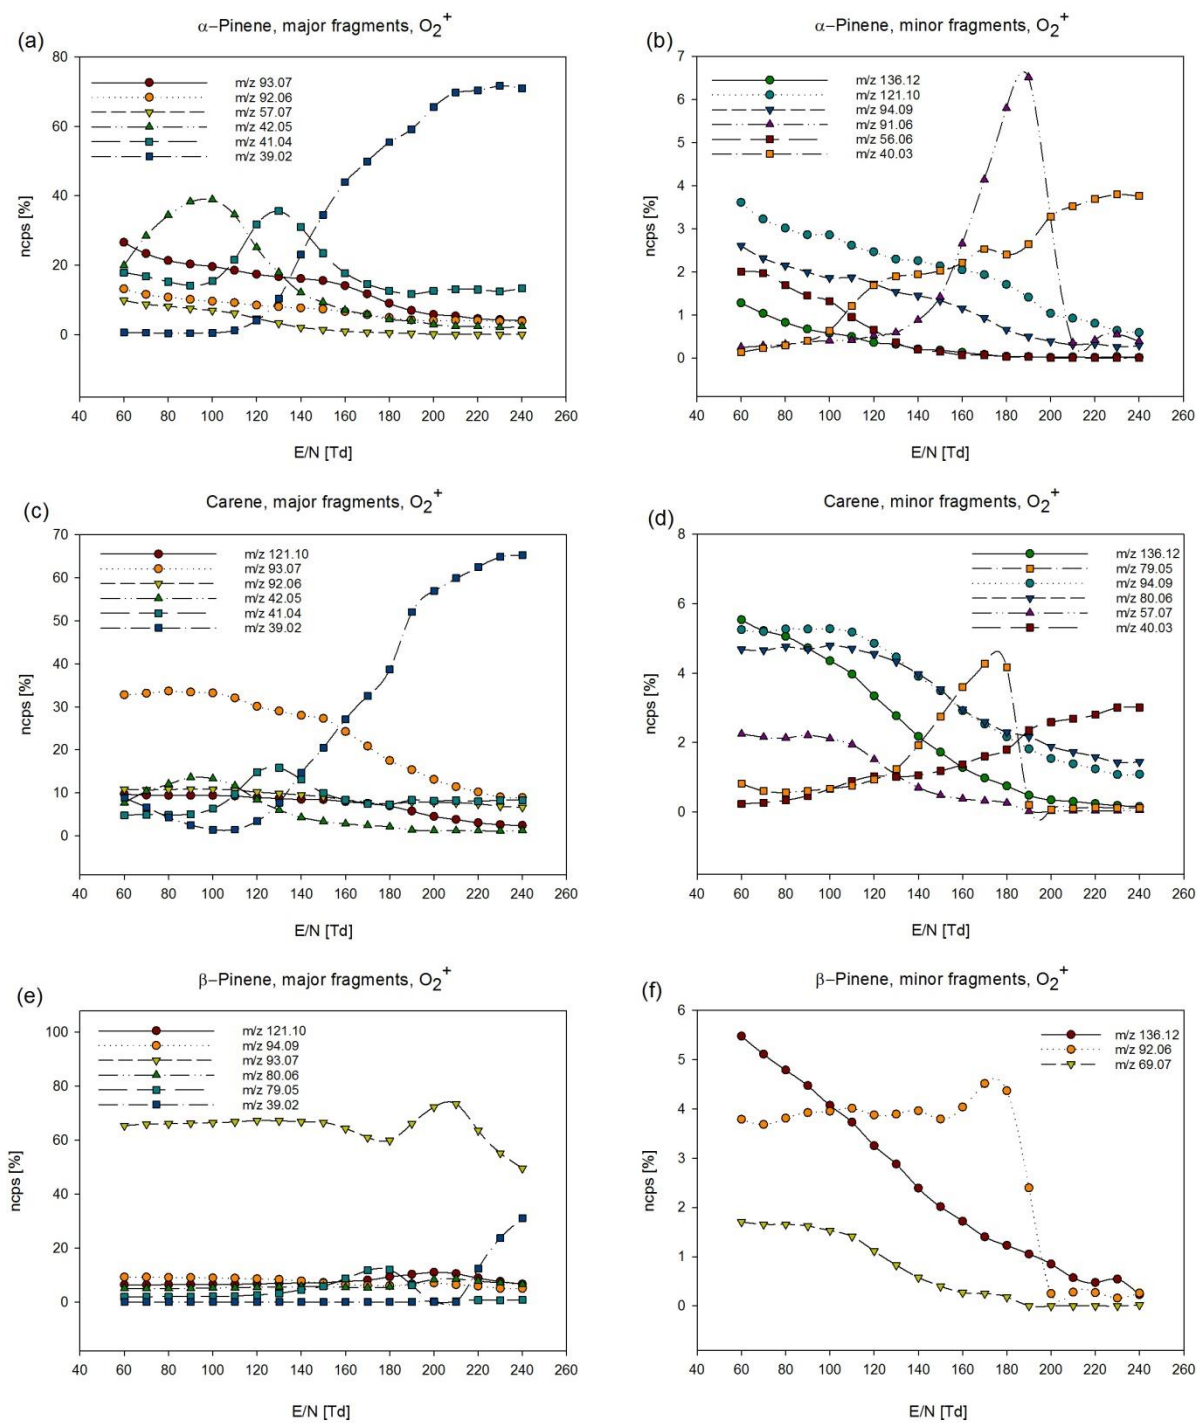 (a)
α−Pinene, major fragments, O₂⁺
80
60
40
20
0
ncps [%]
m/z 93.07
m/z 92.06
m/z 57.07
m/z 42.05
m/z 41.04
m/z 39.02
40 60 80 100 120 140 160 180 200 220 240 260
E/N [Td]
(b)
α−Pinene, minor fragments, O₂⁺
7
6
5
4
3
2
1
0
ncps [%]
m/z 136.12
m/z 121.10
m/z 94.09
m/z 91.06
m/z 56.06
m/z 40.03
40 60 80 100 120 140 160 180 200 220 240 260
E/N [Td]
(c)
Carene, major fragments, O₂⁺
70
60
50
40
30
20
10
0
ncps [%]
m/z 121.10
m/z 93.07
m/z 92.06
m/z 42.05
m/z 41.04
m/z 39.02
40 60 80 100 120 140 160 180 200 220 240 260
E/N [Td]
(d)
Carene, minor fragments, O₂⁺
8
6
4
2
0
ncps [%]
m/z 136.12
m/z 79.05
m/z 94.09
m/z 80.06
m/z 57.07
m/z 40.03
40 60 80 100 120 140 160 180 200 220 240 260
E/N [Td]
(e)
β−Pinene, major fragments, O₂⁺
100
80
60
40
20
0
ncps [%]
m/z 121.10
m/z 94.09
m/z 93.07
m/z 80.06
m/z 79.05
m/z 39.02
40 60 80 100 120 140 160 180 200 220 240 260
E/N [Td]
(f)
β−Pinene, minor fragments, O₂⁺
6
5
4
3
2
1
0
ncps [%]
m/z 136.12
m/z 92.06
m/z 69.07
40 60 80 100 120 140 160 180 200 220 240 260
E/N [Td]